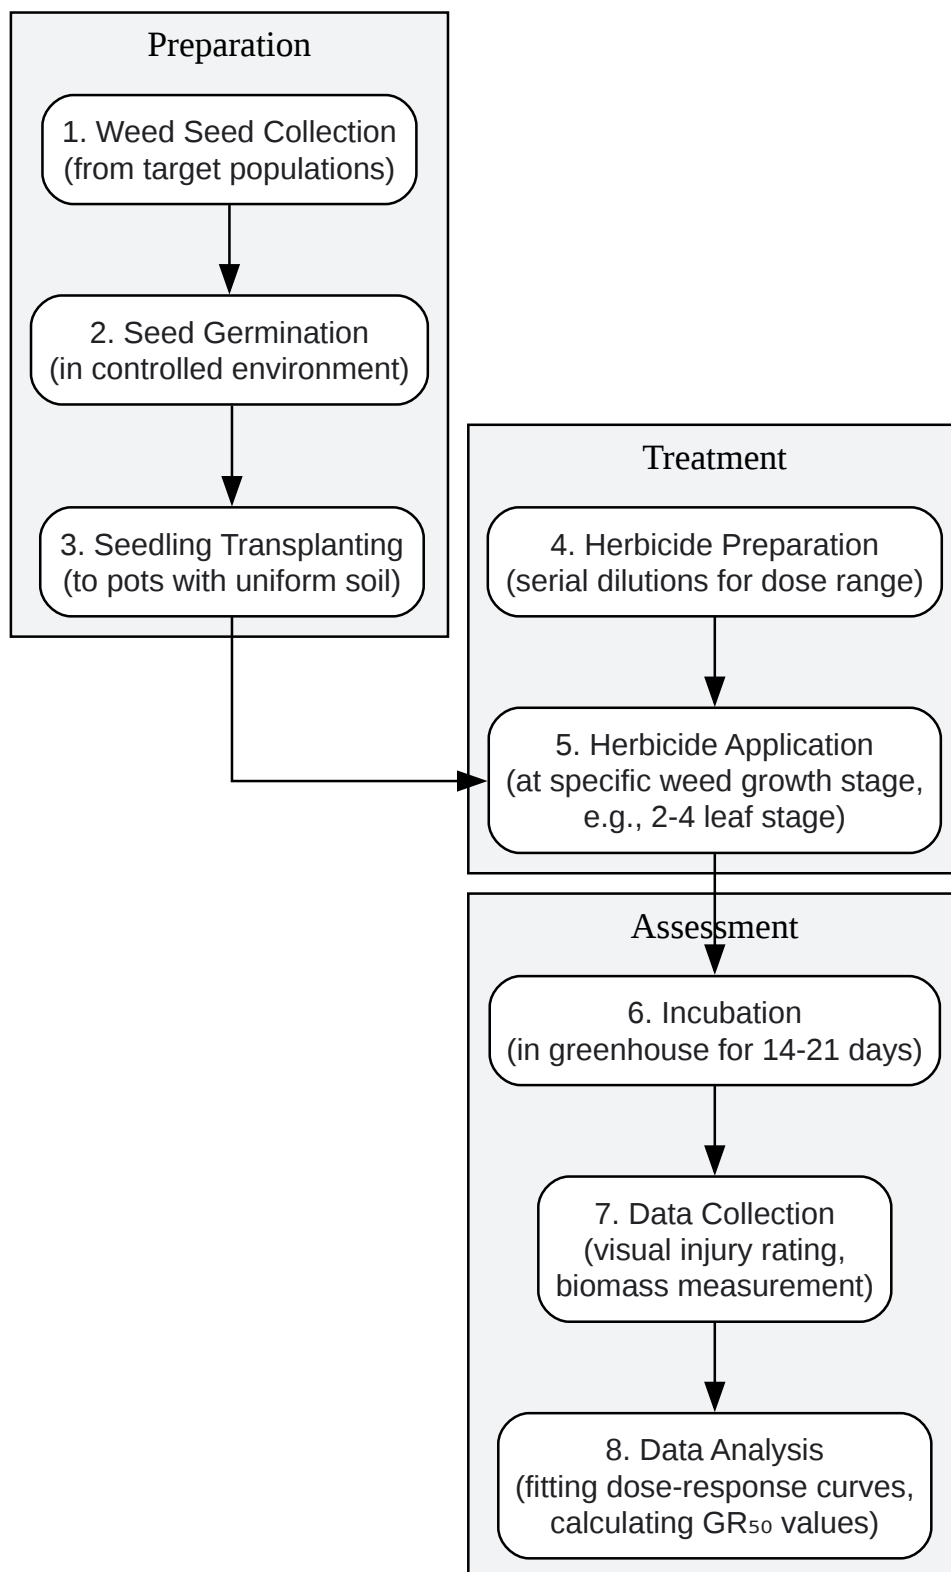 Preparation
1. Weed Seed Collection
(from target populations)
2. Seed Germination
(in controlled environment)
3. Seedling Transplanting
(to pots with uniform soil)
Treatment
4. Herbicide Preparation
(serial dilutions for dose range)
5. Herbicide Application
(at specific weed growth stage,
e.g., 2-4 leaf stage)
Assessment
6. Incubation
(in greenhouse for 14-21 days)
7. Data Collection
(visual injury rating,
biomass measurement)
8. Data Analysis
(fitting dose-response curves,
calculating GR₅₀ values)